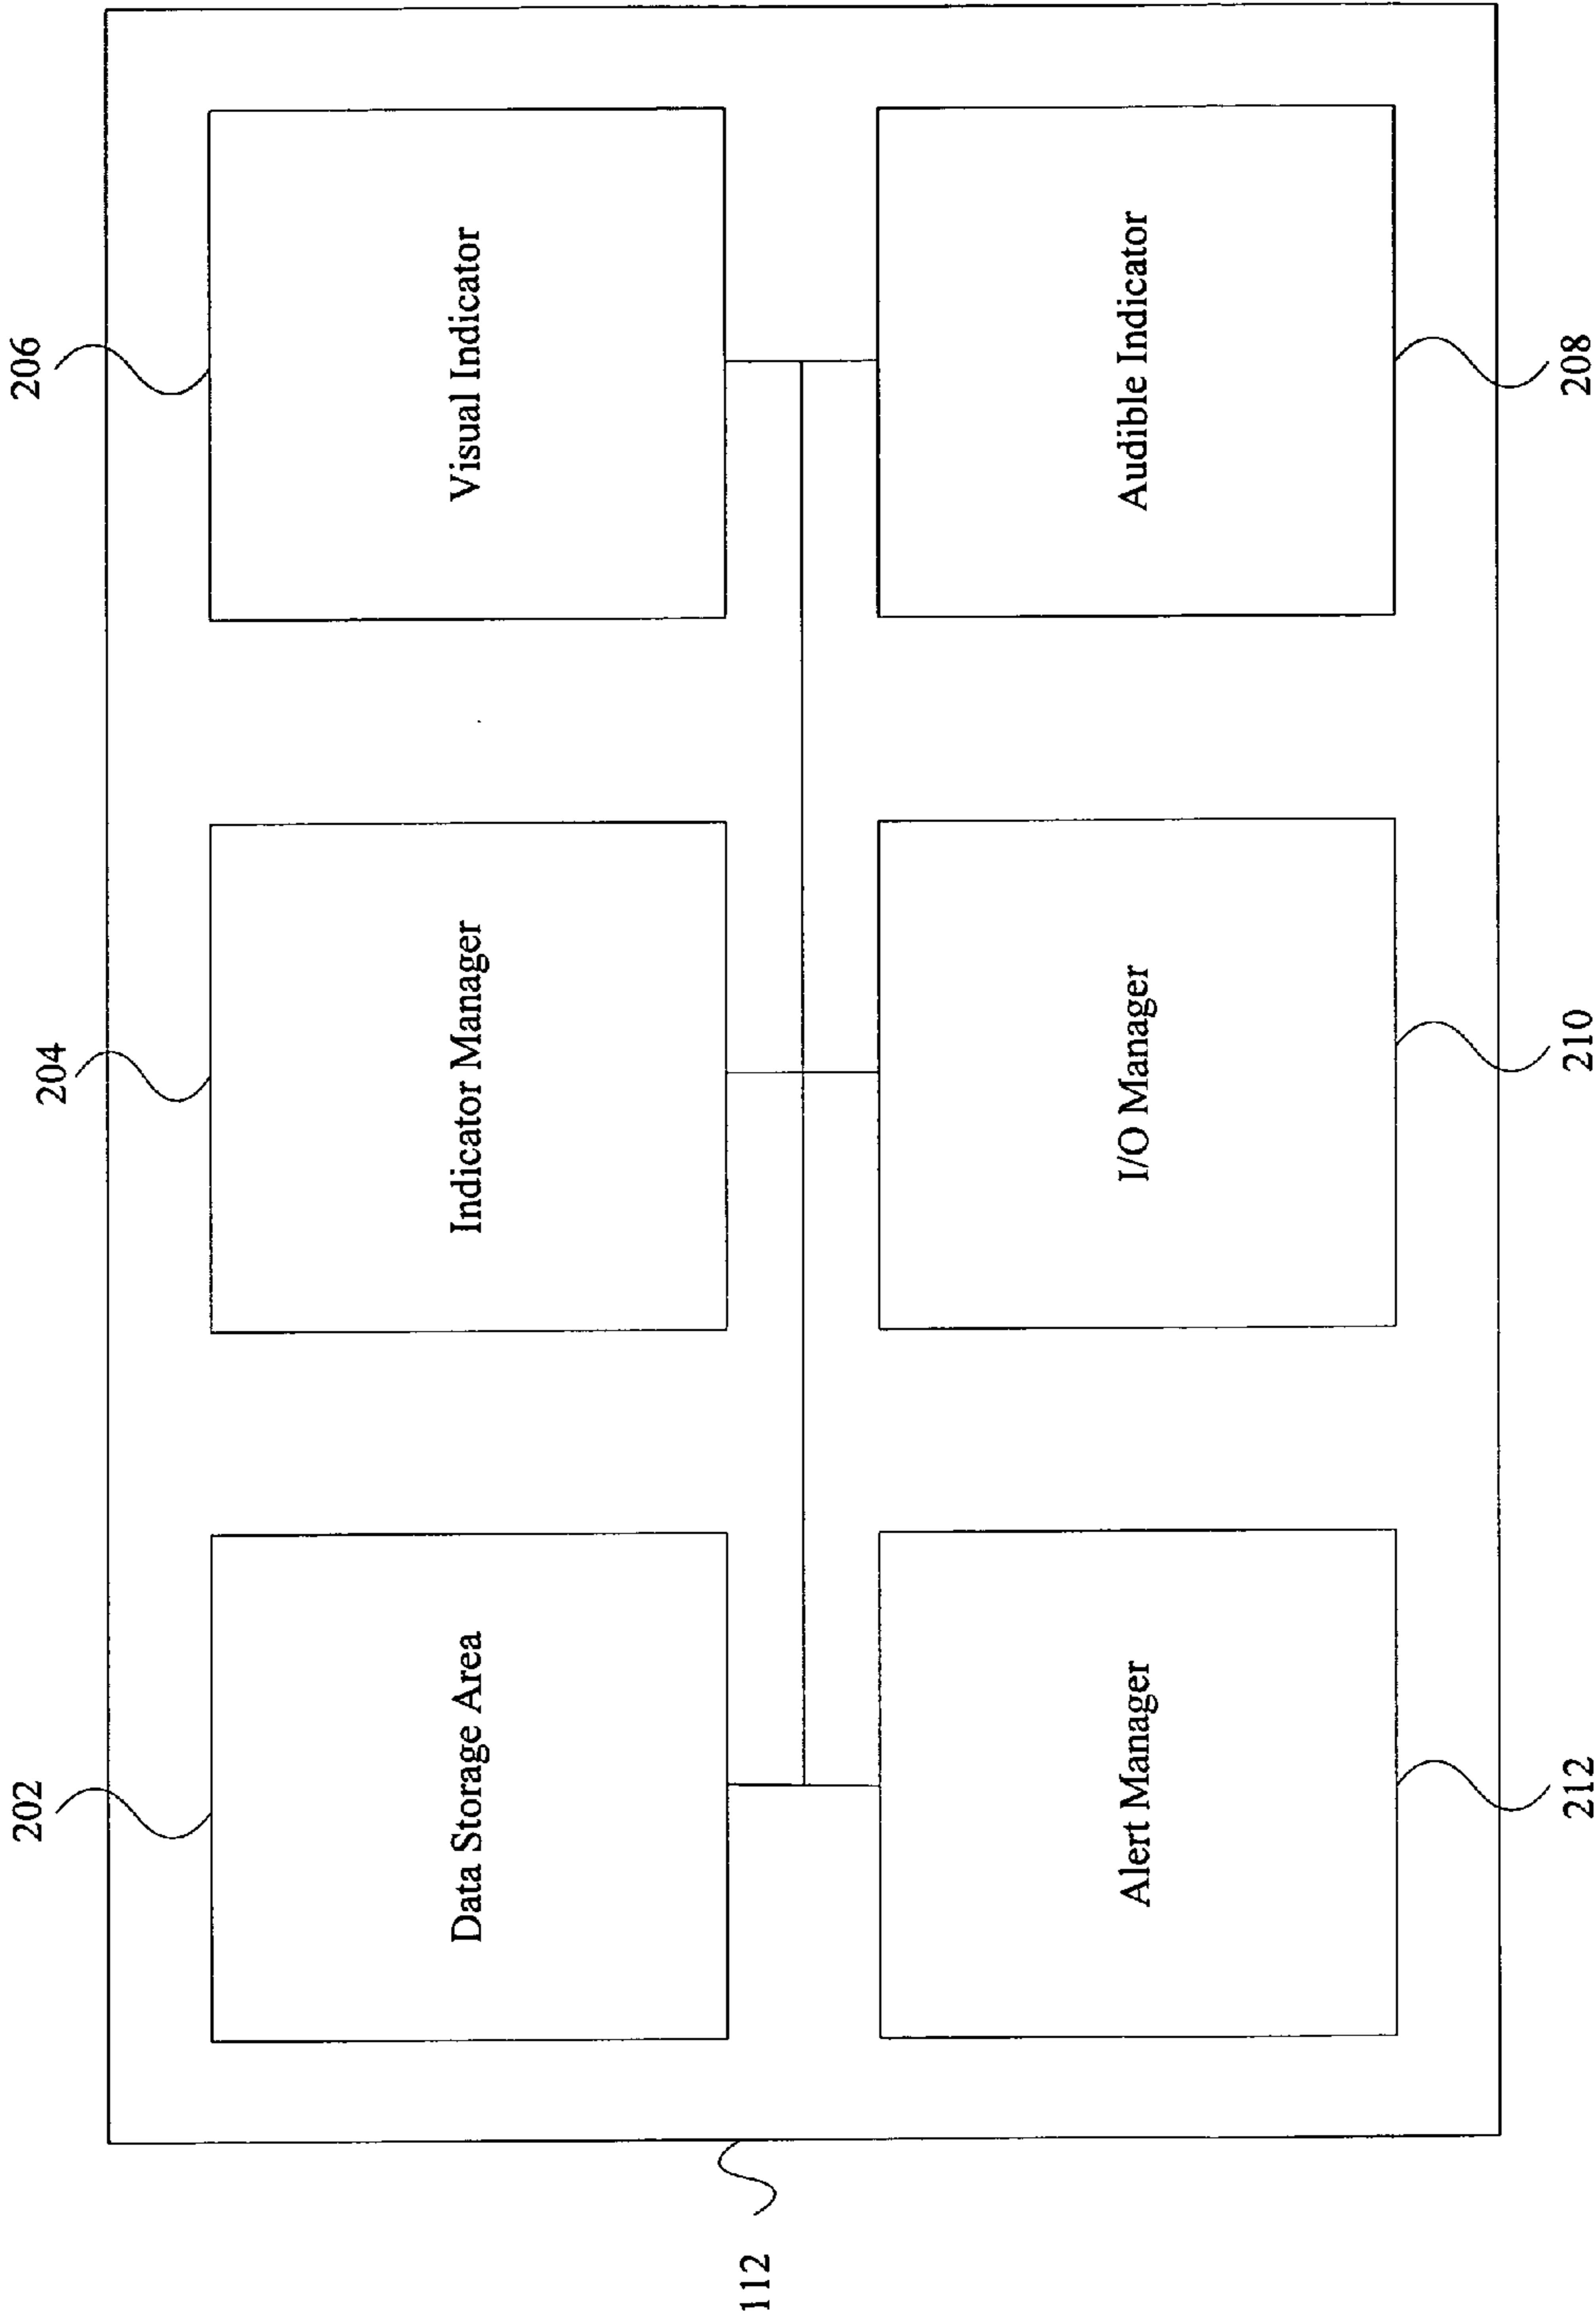 202
204
206
Data Storage Area
Indicator Manager
Visual Indicator
112
Alert Manager
I/O Manager
Audible Indicator
212
210
208